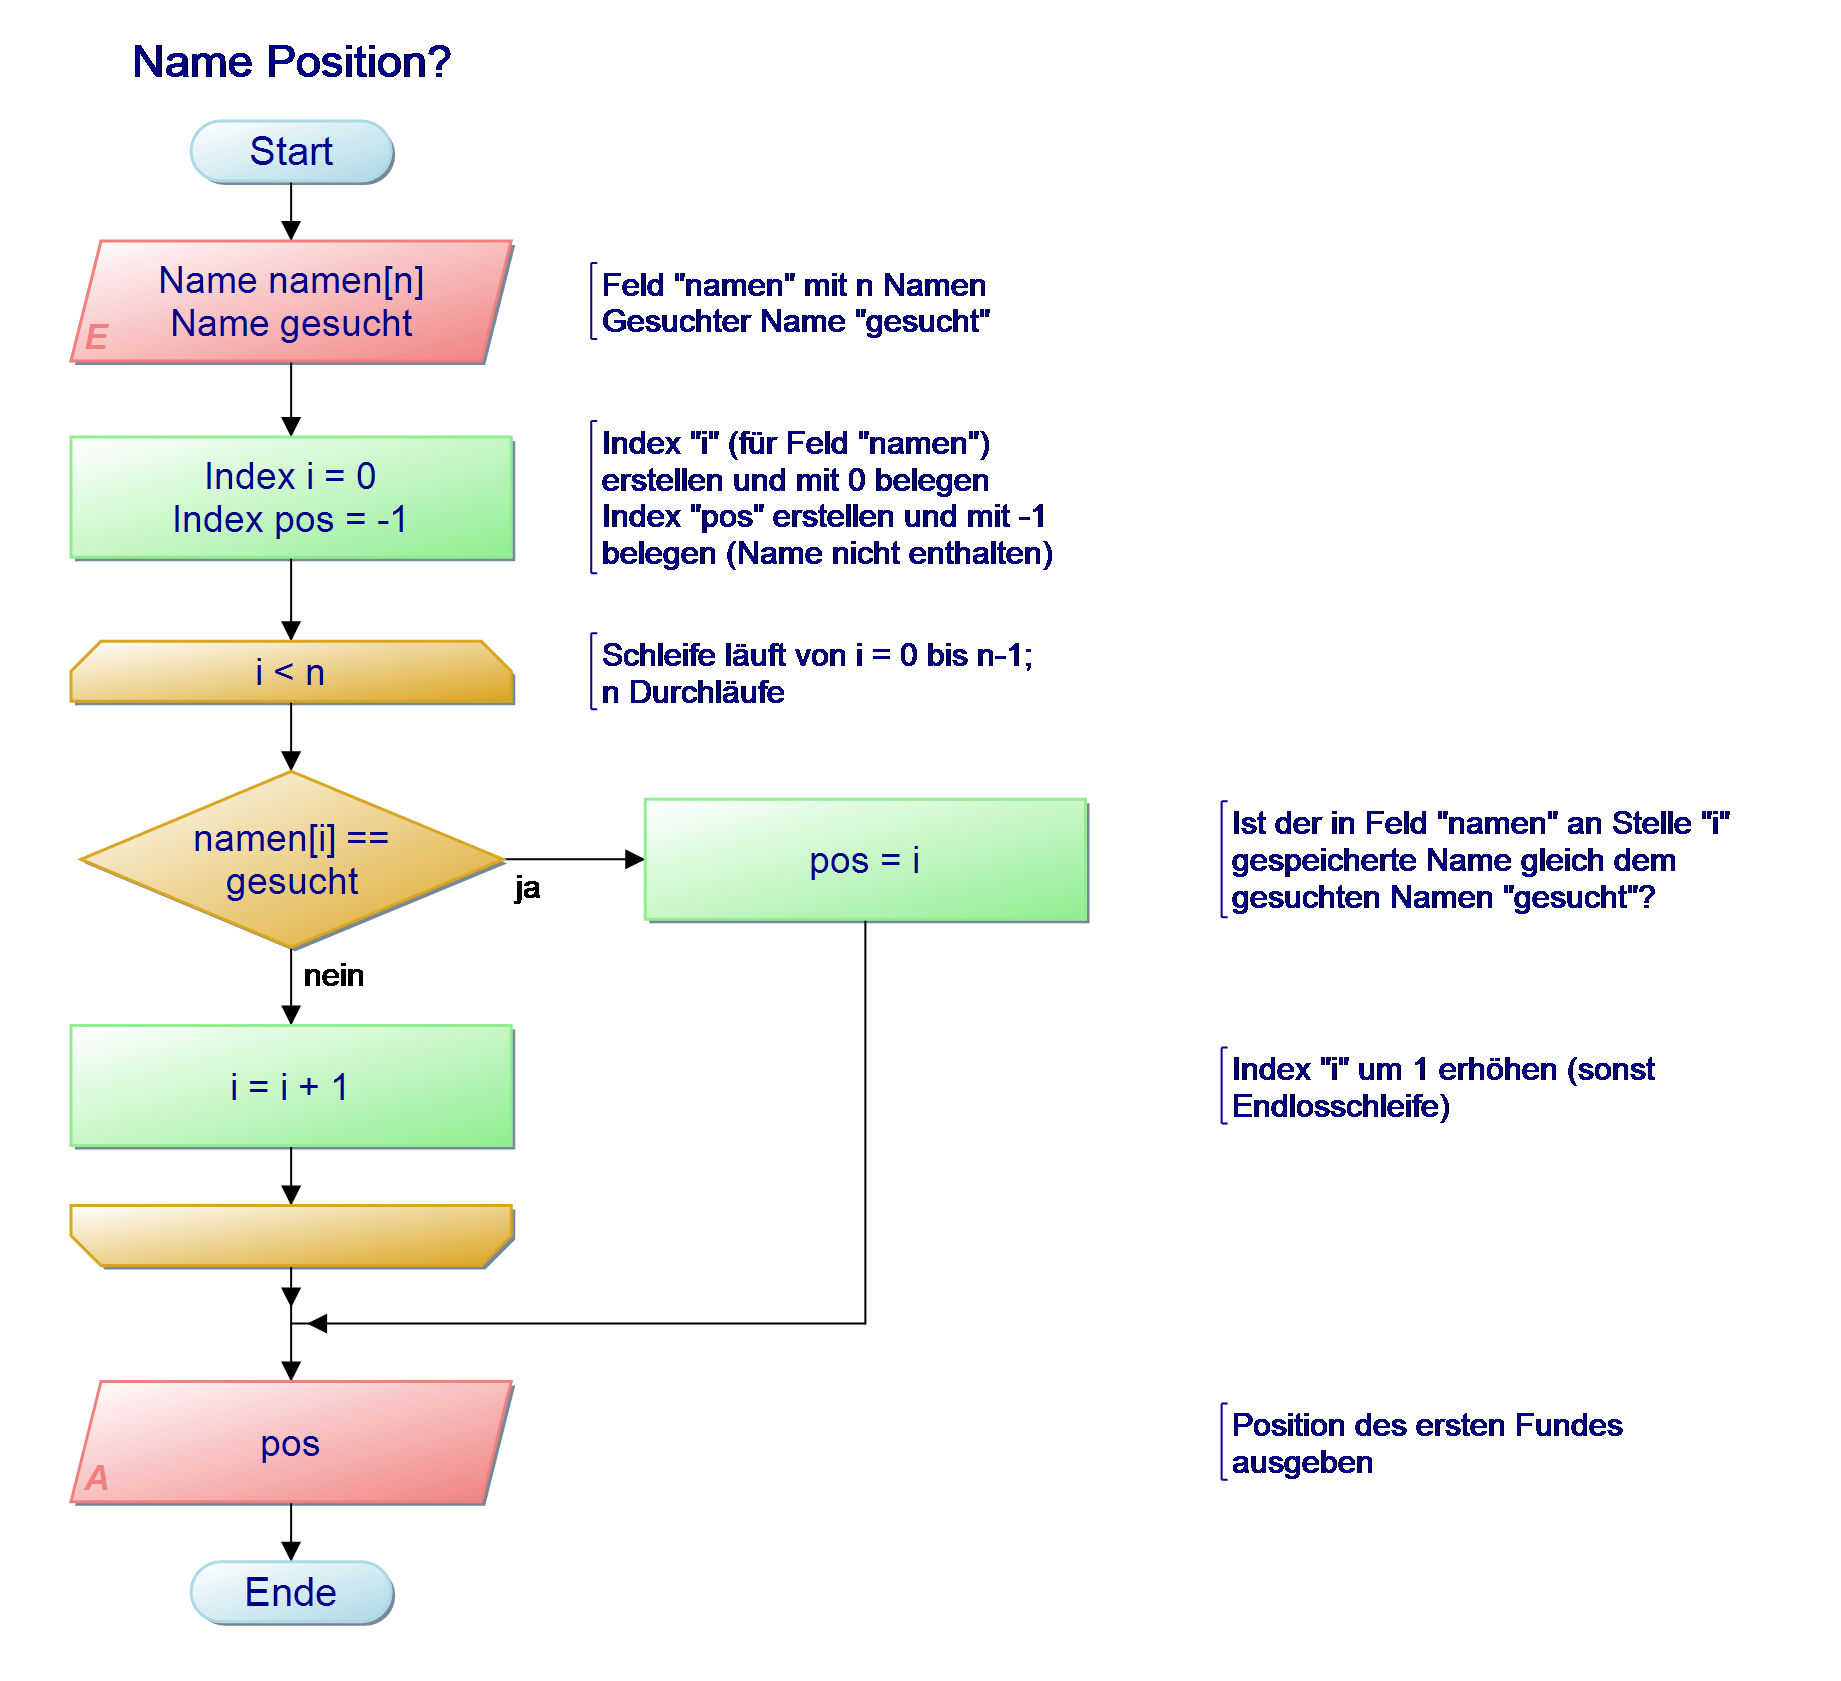 Name Position?
Start
Name namen[n]
Name gesucht
E
Feld "namen" mit n Namen
Gesuchter Name "gesucht"
Index i = 0
Index pos = -1
Index "i" (für Feld "namen")
erstellen und mit 0 belegen
Index "pos" erstellen und mit -1
belegen (Name nicht enthalten)
i < n
Schleife läuft von i = 0 bis n-1;
n Durchläufe
namen[i] ==
gesucht
ja
nein
pos = i
Ist der in Feld "namen" an Stelle "i"
gespeicherte Name gleich dem
gesuchten Namen "gesucht"?
i = i + 1
Index "i" um 1 erhöhen (sonst
Endlosschleife)
pos
A
Position des ersten Fundes
ausgeben
Ende